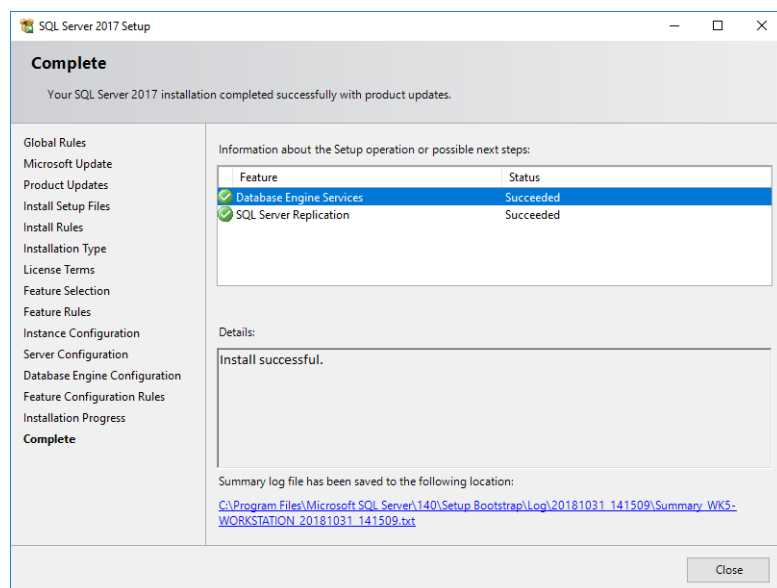 SQL Server 2017 Setup
Complete
Your SQL Server 2017 installation completed successfully with product updates.
Global Rules
Microsoft Update
Product Updates
Install Setup Files
Install Rules
Installation Type
License Terms
Feature Selection
Feature Rules
Instance Configuration
Server Configuration
Database Engine Configuration
Feature Configuration Rules
Installation Progress
Complete
Information about the Setup operation or possible next steps:
Feature Status
Database Engine Services Succeeded
SQL Server Replication Succeeded
Details:
Install successful.
Summary log file has been saved to the following location:
C:\Program Files\Microsoft SQL Server\140\Setup Bootstrap\Log\20181031_141509\Summary_WK5-
WORKSTATION_20181031_141509.txt
Close